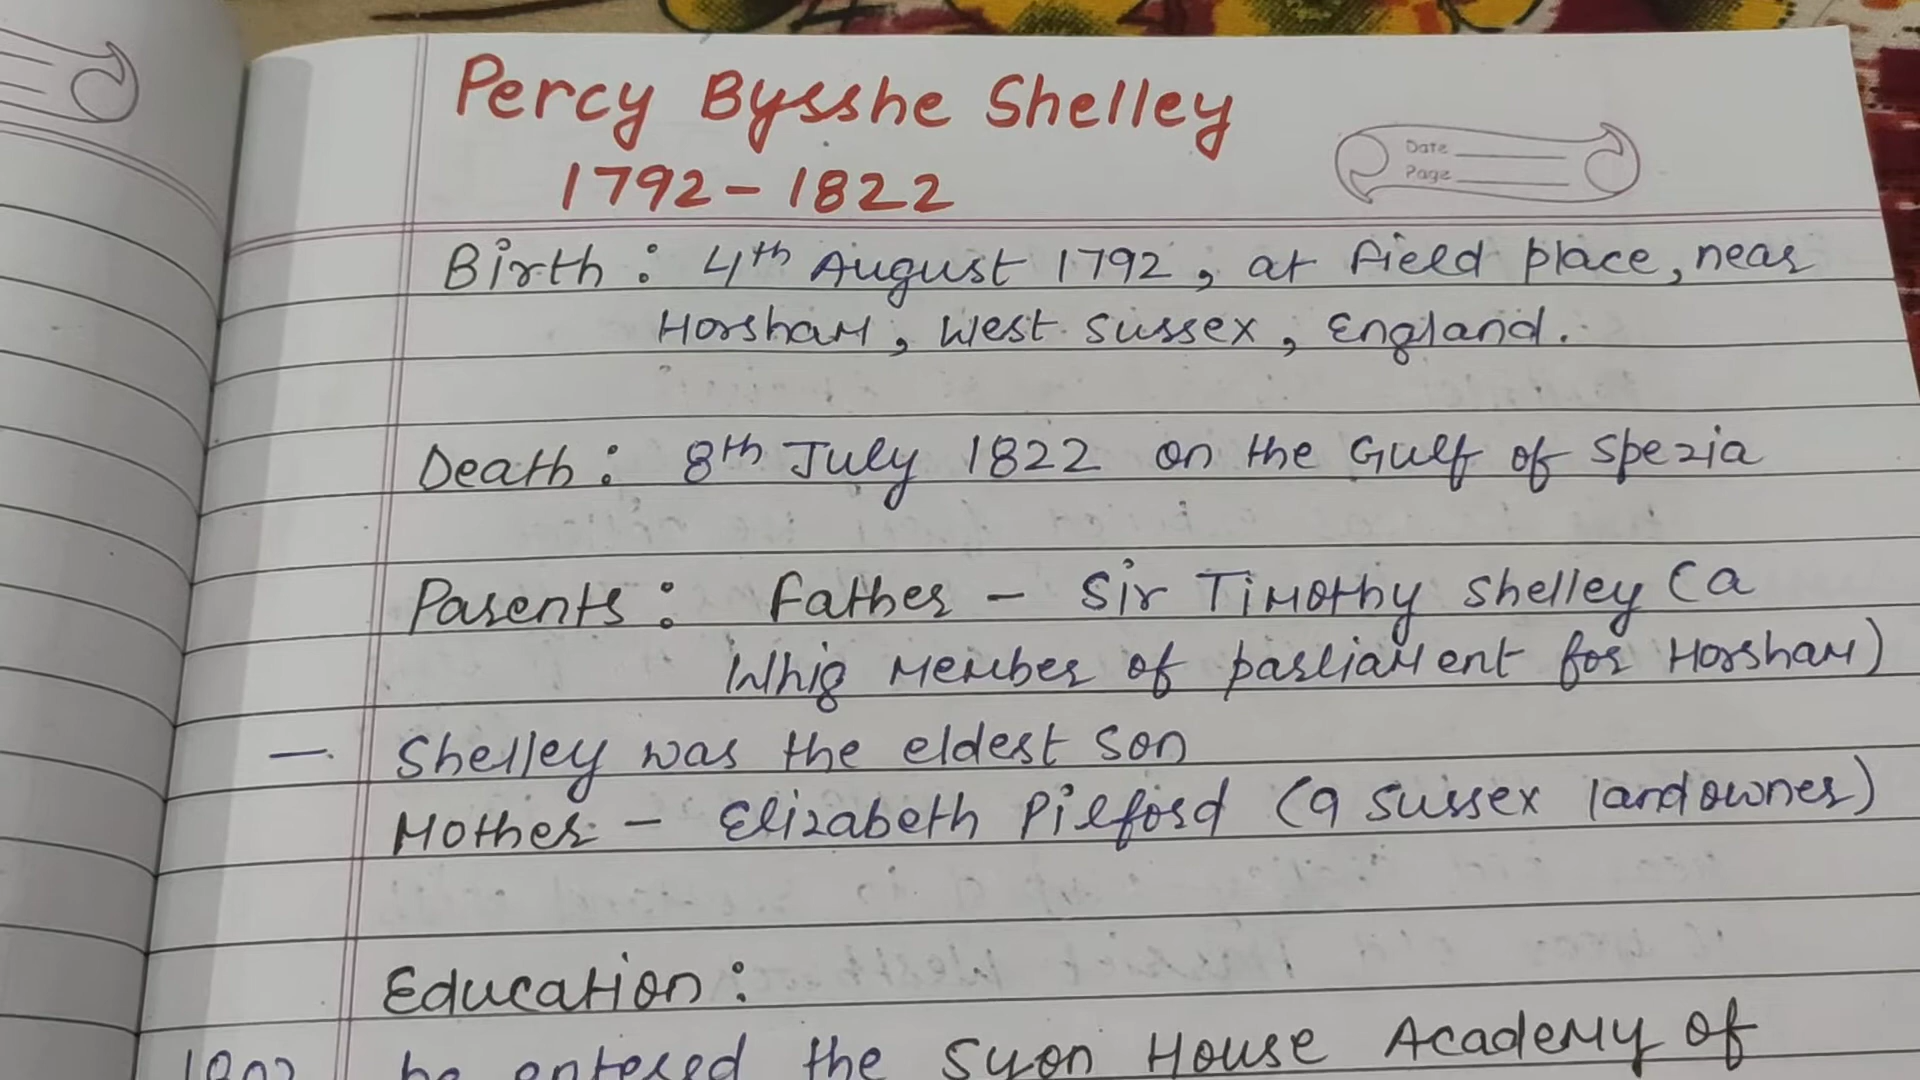 Percy Bysshe Shelley
1792-1822
Date
Page
Birth : 4th August 1792, at Field place, near
Horsham, West Sussex, England.
Death : 8th July 1822 on the Gulf of Spezia
Parents : Father - Sir Timothy Shelley (a
Whig Member of parliament for Horsham)
— Shelley was the eldest son
Mother - Elizabeth Pilford (a Sussex landowner)
Education :
he entered the Syon House Academy of